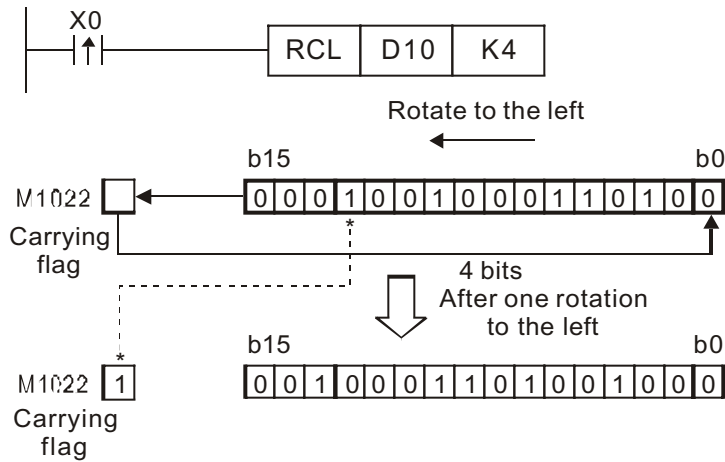 X0
RCL D10 K4
Rotate to the left
b15 b0
M1022 0 0 0 1 0 0 1 0 0 0 1 1 0 1 0 0
Carrying
flag
*
4 bits
After one rotation
to the left
b15 b0
*
M1022 1 0 0 1 0 0 0 1 1 0 1 0 0 1 0 0 0
Carrying
flag